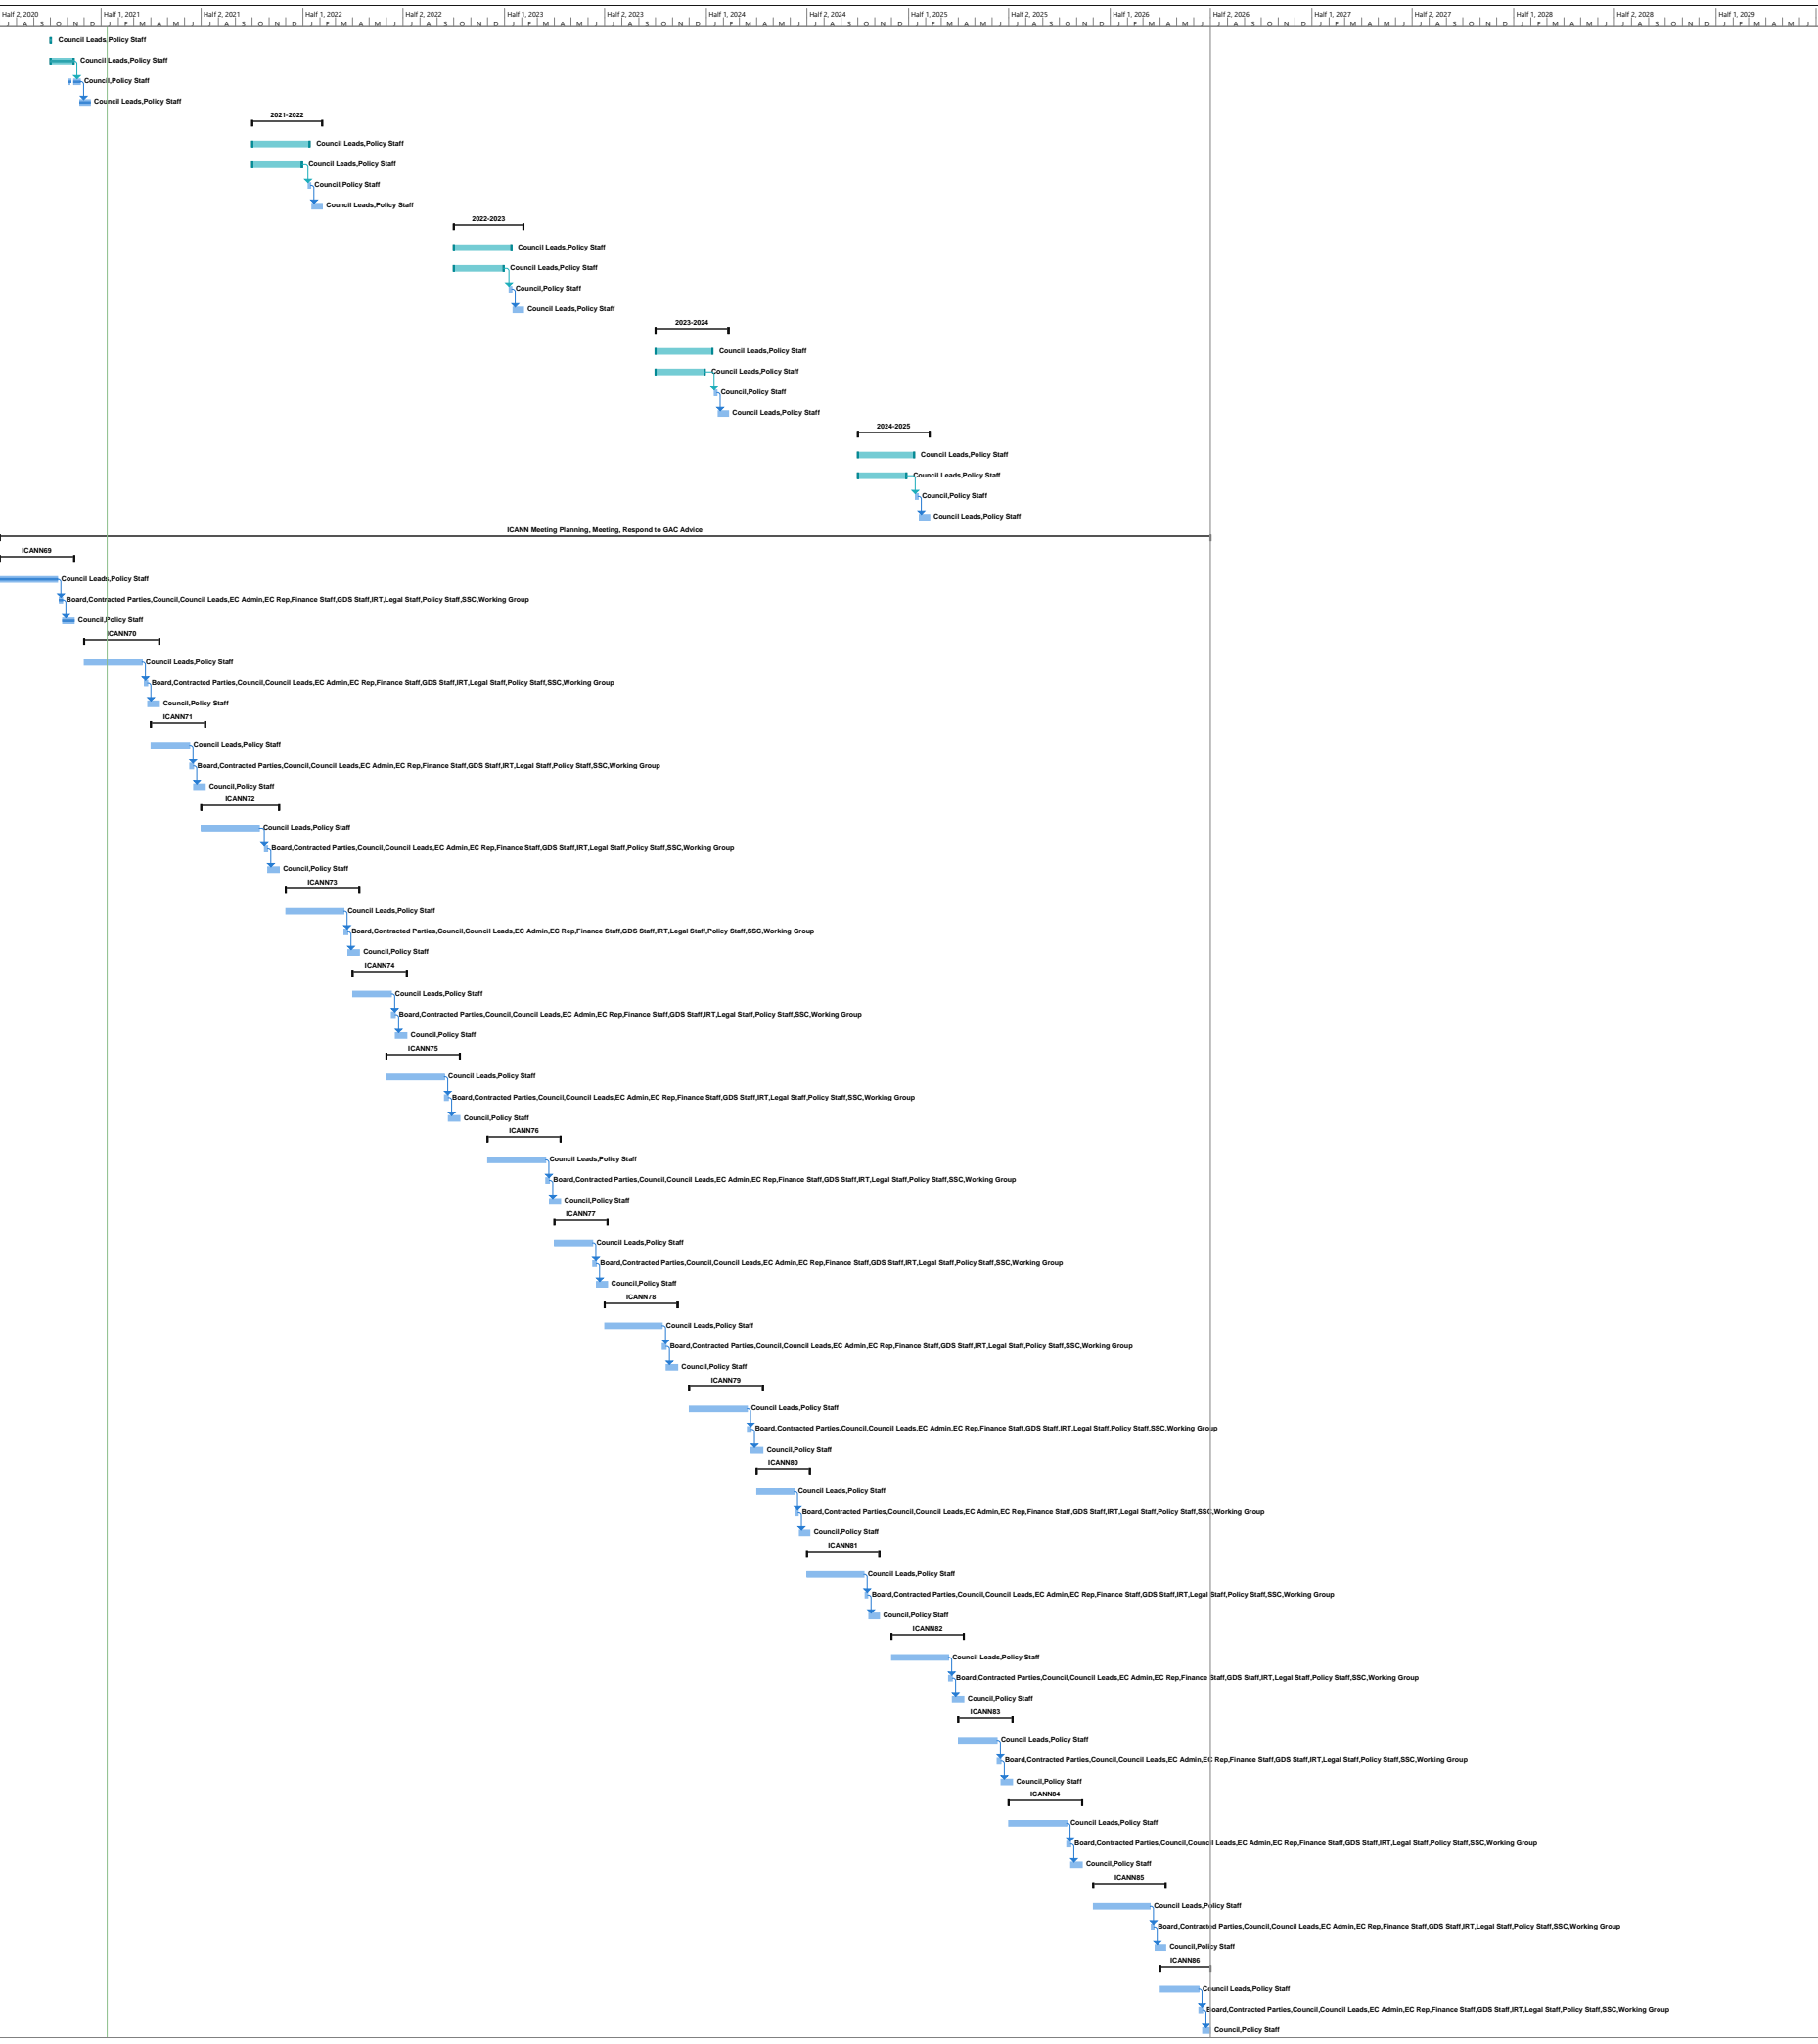 Half 2, 2020 Half 1, 2021 Half 2, 2021 Half 1, 2022 Half 2, 2022 Half 1, 2023 Half 2, 2023 Half 1, 2024 Half 2, 2024 Half 1, 2025 Half 2, 2025 Half 1, 2026 Half 2, 2026 Half 1, 2027 Half 2, 2027 Half 1, 2028 Half 2, 2028 Half 1, 2029
J A S O N D J F M A M J J A S O N D J F M A M J J A S O N D J F M A M J J A S O N D J F M A M J J A S O N D J F M A M J J A S O N D J F M A M J J A S O N D J F M A M J J A S O N D J F M A M J J A S O N D J F M A M J
Council Leads,Policy Staff
Council Leads,Policy Staff
Council,Policy Staff
Council Leads,Policy Staff
2021-2022
Council Leads,Policy Staff
Council Leads,Policy Staff
Council,Policy Staff
Council Leads,Policy Staff
2022-2023
Council Leads,Policy Staff
Council Leads,Policy Staff
Council,Policy Staff
Council Leads,Policy Staff
2023-2024
Council Leads,Policy Staff
Council Leads,Policy Staff
Council,Policy Staff
Council Leads,Policy Staff
2024-2025
Council Leads,Policy Staff
Council Leads,Policy Staff
Council,Policy Staff
Council Leads,Policy Staff
ICANN Meeting Planning, Meeting, Respond to GAC Advice
ICANN69
Council Leads,Policy Staff
Board,Contracted Parties,Council,Council Leads,EC Admin,EC Rep,Finance Staff,GDS Staff,IRT,Legal Staff,Policy Staff,SSC,Working Group
Council,Policy Staff
ICANN70
Council Leads,Policy Staff
Board,Contracted Parties,Council,Council Leads,EC Admin,EC Rep,Finance Staff,GDS Staff,IRT,Legal Staff,Policy Staff,SSC,Working Group
Council,Policy Staff
ICANN71
Council Leads,Policy Staff
Board,Contracted Parties,Council,Council Leads,EC Admin,EC Rep,Finance Staff,GDS Staff,IRT,Legal Staff,Policy Staff,SSC,Working Group
Council,Policy Staff
ICANN72
Council Leads,Policy Staff
Board,Contracted Parties,Council,Council Leads,EC Admin,EC Rep,Finance Staff,GDS Staff,IRT,Legal Staff,Policy Staff,SSC,Working Group
Council,Policy Staff
ICANN73
Council Leads,Policy Staff
Board,Contracted Parties,Council,Council Leads,EC Admin,EC Rep,Finance Staff,GDS Staff,IRT,Legal Staff,Policy Staff,SSC,Working Group
Council,Policy Staff
ICANN74
Council Leads,Policy Staff
Board,Contracted Parties,Council,Council Leads,EC Admin,EC Rep,Finance Staff,GDS Staff,IRT,Legal Staff,Policy Staff,SSC,Working Group
Council,Policy Staff
ICANN75
Council Leads,Policy Staff
Board,Contracted Parties,Council,Council Leads,EC Admin,EC Rep,Finance Staff,GDS Staff,IRT,Legal Staff,Policy Staff,SSC,Working Group
Council,Policy Staff
ICANN76
Council Leads,Policy Staff
Board,Contracted Parties,Council,Council Leads,EC Admin,EC Rep,Finance Staff,GDS Staff,IRT,Legal Staff,Policy Staff,SSC,Working Group
Council,Policy Staff
ICANN77
Council Leads,Policy Staff
Board,Contracted Parties,Council,Council Leads,EC Admin,EC Rep,Finance Staff,GDS Staff,IRT,Legal Staff,Policy Staff,SSC,Working Group
Council,Policy Staff
ICANN78
Council Leads,Policy Staff
Board,Contracted Parties,Council,Council Leads,EC Admin,EC Rep,Finance Staff,GDS Staff,IRT,Legal Staff,Policy Staff,SSC,Working Group
Council,Policy Staff
ICANN79
Council Leads,Policy Staff
Board,Contracted Parties,Council,Council Leads,EC Admin,EC Rep,Finance Staff,GDS Staff,IRT,Legal Staff,Policy Staff,SSC,Working Group
Council,Policy Staff
ICANN80
Council Leads,Policy Staff
Board,Contracted Parties,Council,Council Leads,EC Admin,EC Rep,Finance Staff,GDS Staff,IRT,Legal Staff,Policy Staff,SSC,Working Group
Council,Policy Staff
ICANN81
Council Leads,Policy Staff
Board,Contracted Parties,Council,Council Leads,EC Admin,EC Rep,Finance Staff,GDS Staff,IRT,Legal Staff,Policy Staff,SSC,Working Group
Council,Policy Staff
ICANN82
Council Leads,Policy Staff
Board,Contracted Parties,Council,Council Leads,EC Admin,EC Rep,Finance Staff,GDS Staff,IRT,Legal Staff,Policy Staff,SSC,Working Group
Council,Policy Staff
ICANN83
Council Leads,Policy Staff
Board,Contracted Parties,Council,Council Leads,EC Admin,EC Rep,Finance Staff,GDS Staff,IRT,Legal Staff,Policy Staff,SSC,Working Group
Council,Policy Staff
ICANN84
Council Leads,Policy Staff
Board,Contracted Parties,Council,Council Leads,EC Admin,EC Rep,Finance Staff,GDS Staff,IRT,Legal Staff,Policy Staff,SSC,Working Group
Council,Policy Staff
ICANN85
Council Leads,Policy Staff
Board,Contracted Parties,Council,Council Leads,EC Admin,EC Rep,Finance Staff,GDS Staff,IRT,Legal Staff,Policy Staff,SSC,Working Group
Council,Policy Staff
ICANN86
Council Leads,Policy Staff
Board,Contracted Parties,Council,Council Leads,EC Admin,EC Rep,Finance Staff,GDS Staff,IRT,Legal Staff,Policy Staff,SSC,Working Group
Council,Policy Staff